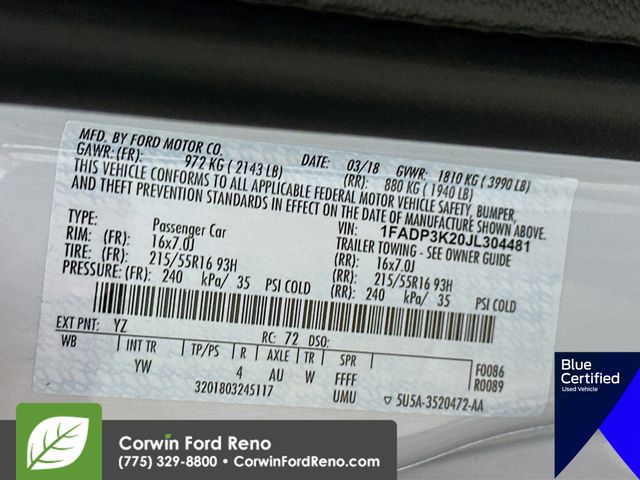 MFD. BY FORD MOTOR CO.
DATE: 03/18 GVWR: 1810 KG ( 3990 LB)
GAWR: (FR): 972 KG ( 2143 LB) (RR): 880 KG ( 1940 LB)
THIS VEHICLE CONFORMS TO ALL APPLICABLE FEDERAL MOTOR VEHICLE SAFETY, BUMPER,
AND THEFT PREVENTION STANDARDS IN EFFECT ON THE DATE OF MANUFACTURE SHOWN ABOVE.
VIN: 1FADP3K20JL304481
TYPE: Passenger Car TRAILER TOWING - SEE OWNER GUIDE
RIM: (FR): 16x7.0J (RR): 16x7.0J
TIRE: (FR): 215/55R16 93H (RR): 215/55R16 93H
PRESSURE: (FR): 240 kPa/ 35 PSI COLD (RR): 240 kPa/ 35 PSI COLD
EXT PNT: YZ RC: 72 DSO:
WB INT TR TP/PS R AXLE TR SPR F0086
YW 4 AU W FFFF R0089
3201803245117 UMU ▽ 5U5A-3520472-AA
Blue
Certified
Used Vehicle
Corwin Ford Reno
(775) 329-8800 • CorwinFordReno.com